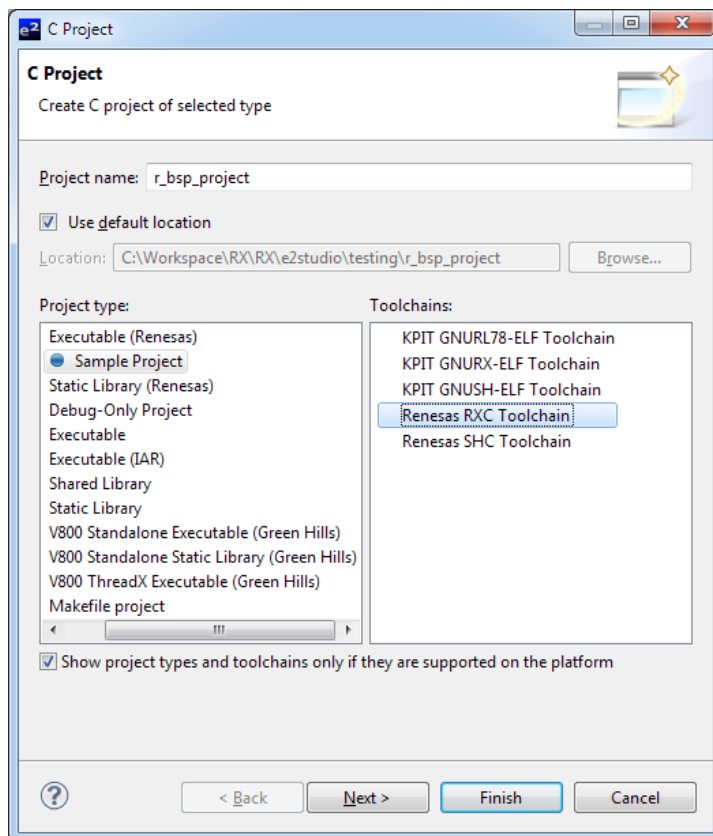 e² C Project
C Project
Create C project of selected type
Project name: r_bsp_project
Use default location
Location: C:\Workspace\RX\RX\e2studio\testing\r_bsp_project Browse...
Project type:
Executable (Renesas)
Sample Project
Static Library (Renesas)
Debug-Only Project
Executable
Executable (IAR)
Shared Library
Static Library
V800 Standalone Executable (Green Hills)
V800 Standalone Static Library (Green Hills)
V800 ThreadX Executable (Green Hills)
Makefile project
Toolchains:
KPIT GNURL78-ELF Toolchain
KPIT GNURX-ELF Toolchain
KPIT GNUSH-ELF Toolchain
Renesas RXC Toolchain
Renesas SHC Toolchain
Show project types and toolchains only if they are supported on the platform
? < Back Next > Finish Cancel